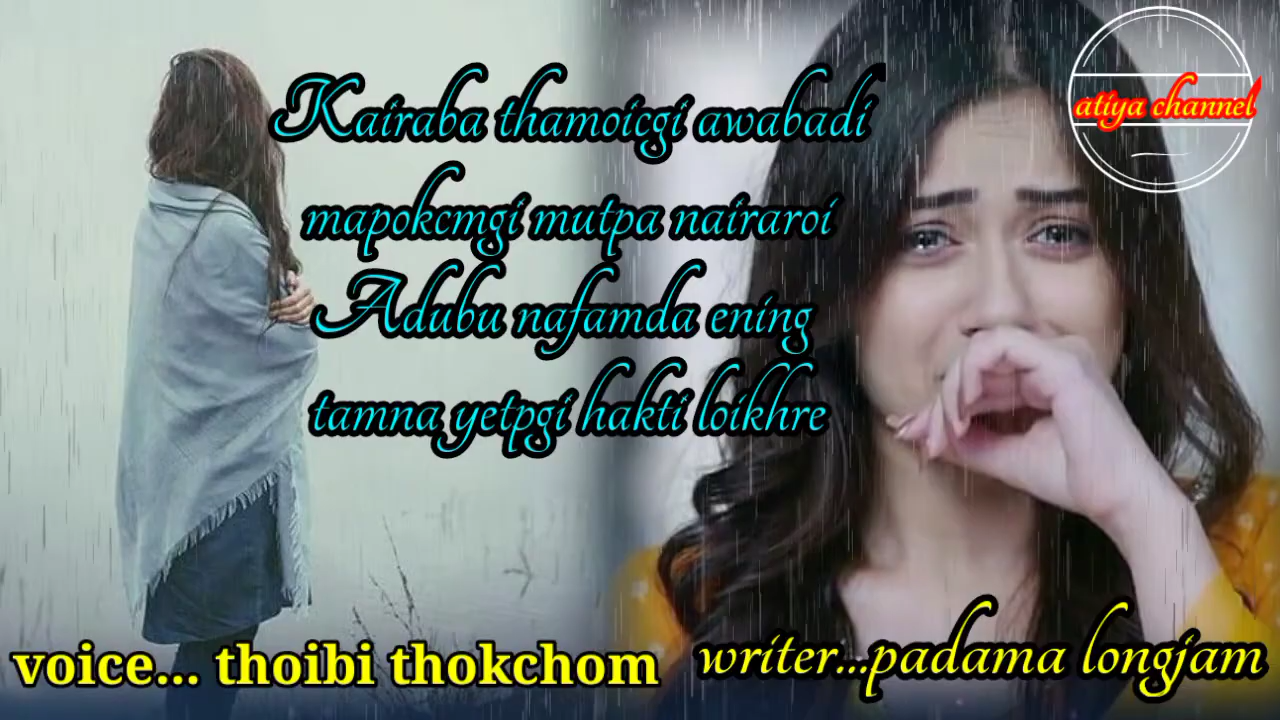 Kairaba thamoicgi awabadi
mapokcmgi mutpa nairaroi
Adubu nafamda ening
tamna yetpgi hakti loikhre
atiya channel
voice... thoibi thokchom
writer...padama longjam